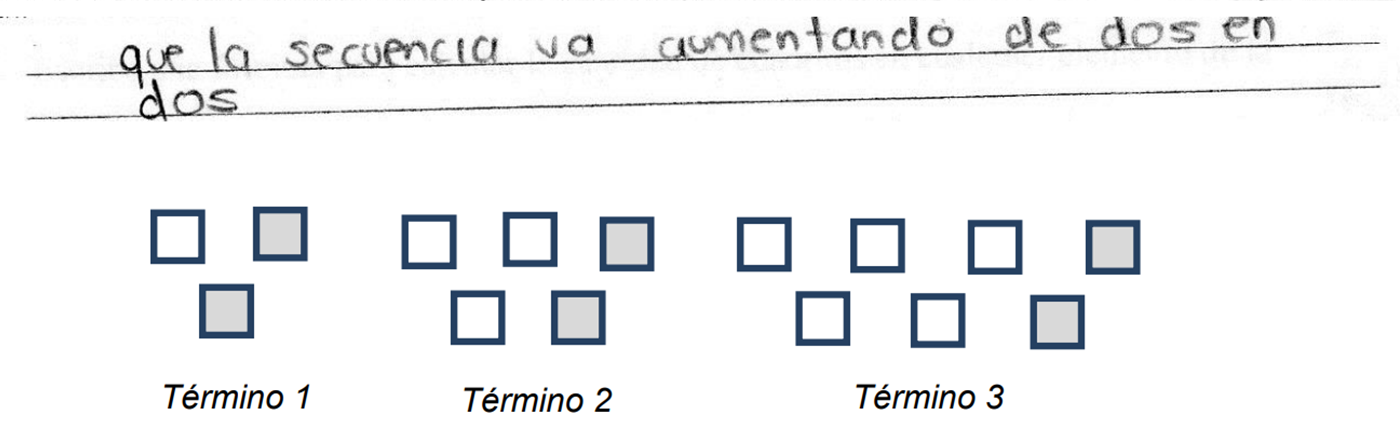 que la secuencia va aumentando de dos en
dos
Término 1 Término 2 Término 3